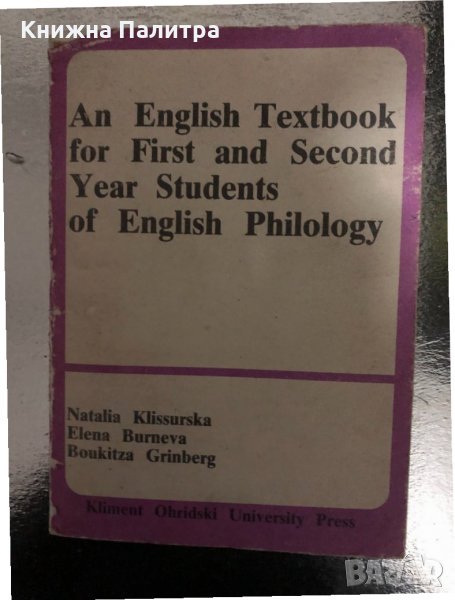 Книжна Палитра
An English Textbook
for First and Second
Year Students
of English Philology
Natalia Klissurska
Elena Burneva
Boukitza Grinberg
Kliment Ohridski University Press
BAZAR